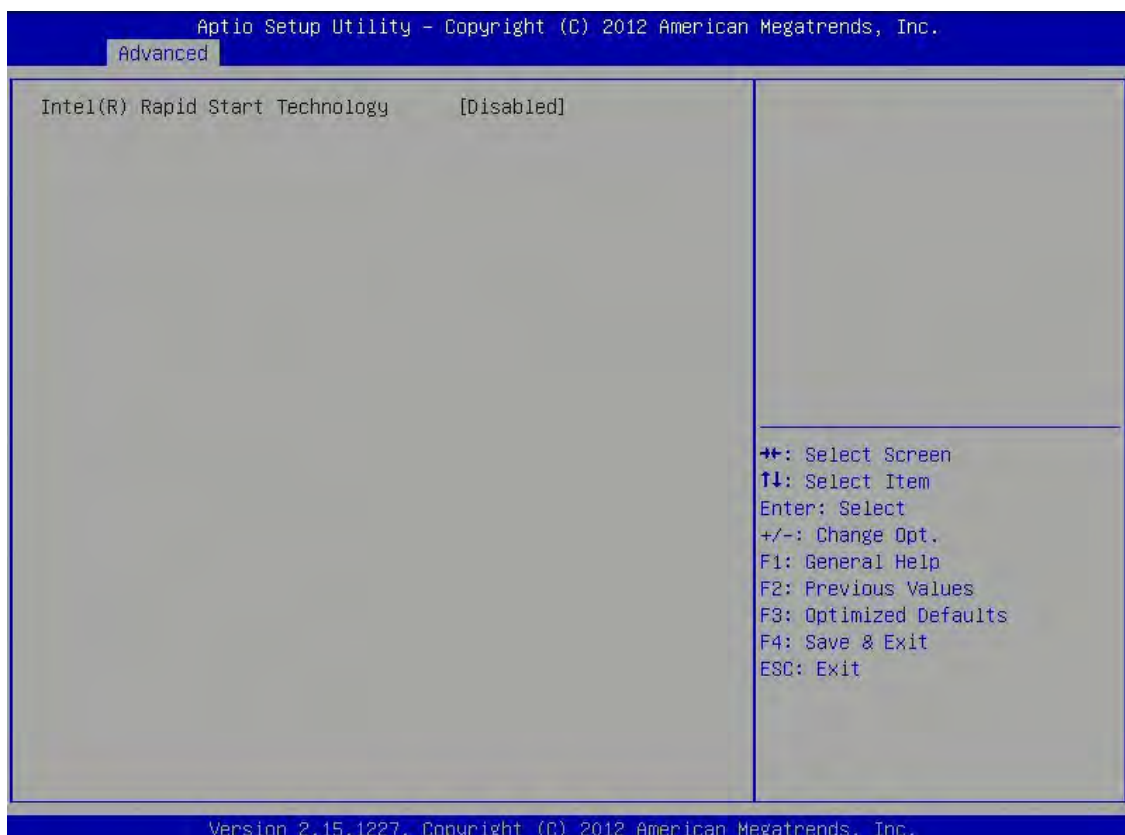 Aptio Setup Utility – Copyright (C) 2012 American Megatrends, Inc.
Advanced
Intel(R) Rapid Start Technology [Disabled]
→←: Select Screen
↑↓: Select Item
Enter: Select
+/-: Change Opt.
F1: General Help
F2: Previous Values
F3: Optimized Defaults
F4: Save & Exit
ESC: Exit
Version 2.15.1227. Copyright (C) 2012 American Megatrends, Inc.